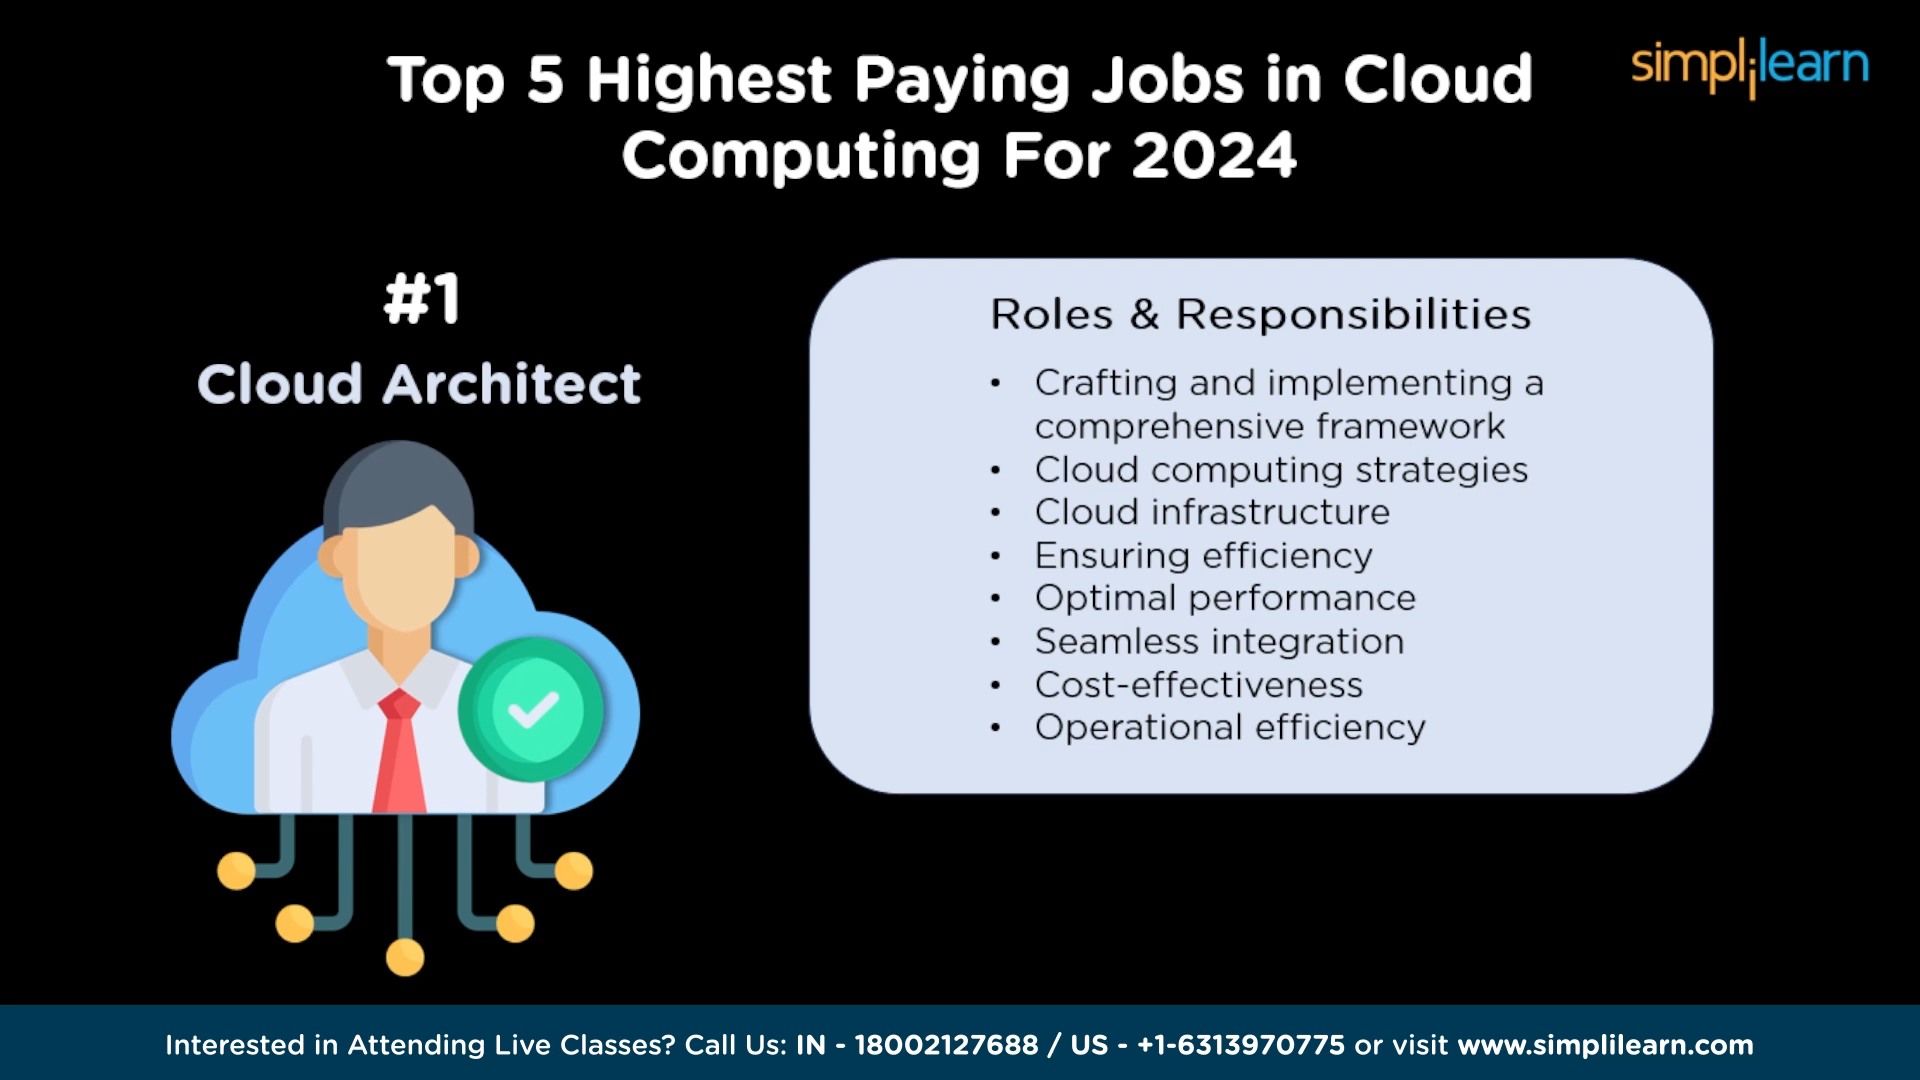 Top 5 Highest Paying Jobs in Cloud
Computing For 2024
simplilearn
#1
Cloud Architect
Roles & Responsibilities
• Crafting and implementing a
comprehensive framework
• Cloud computing strategies
• Cloud infrastructure
• Ensuring efficiency
• Optimal performance
• Seamless integration
• Cost-effectiveness
• Operational efficiency
Interested in Attending Live Classes? Call Us: IN - 18002127688 / US - +1-6313970775 or visit www.simplilearn.com